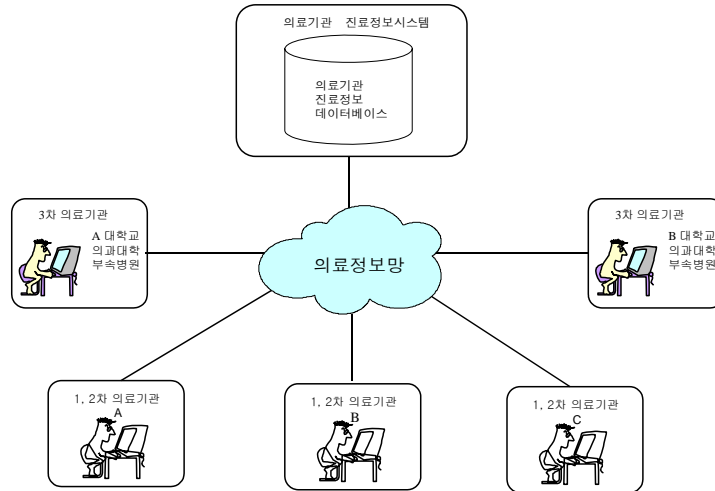 의료기관 진료정보시스템
의료기관
진료정보
데이터베이스
3차 의료기관
A 대학교
의과대학
부속병원
의료정보망
3차 의료기관
B 대학교
의과대학
부속병원
1, 2차 의료기관
A
1, 2차 의료기관
B
1, 2차 의료기관
C